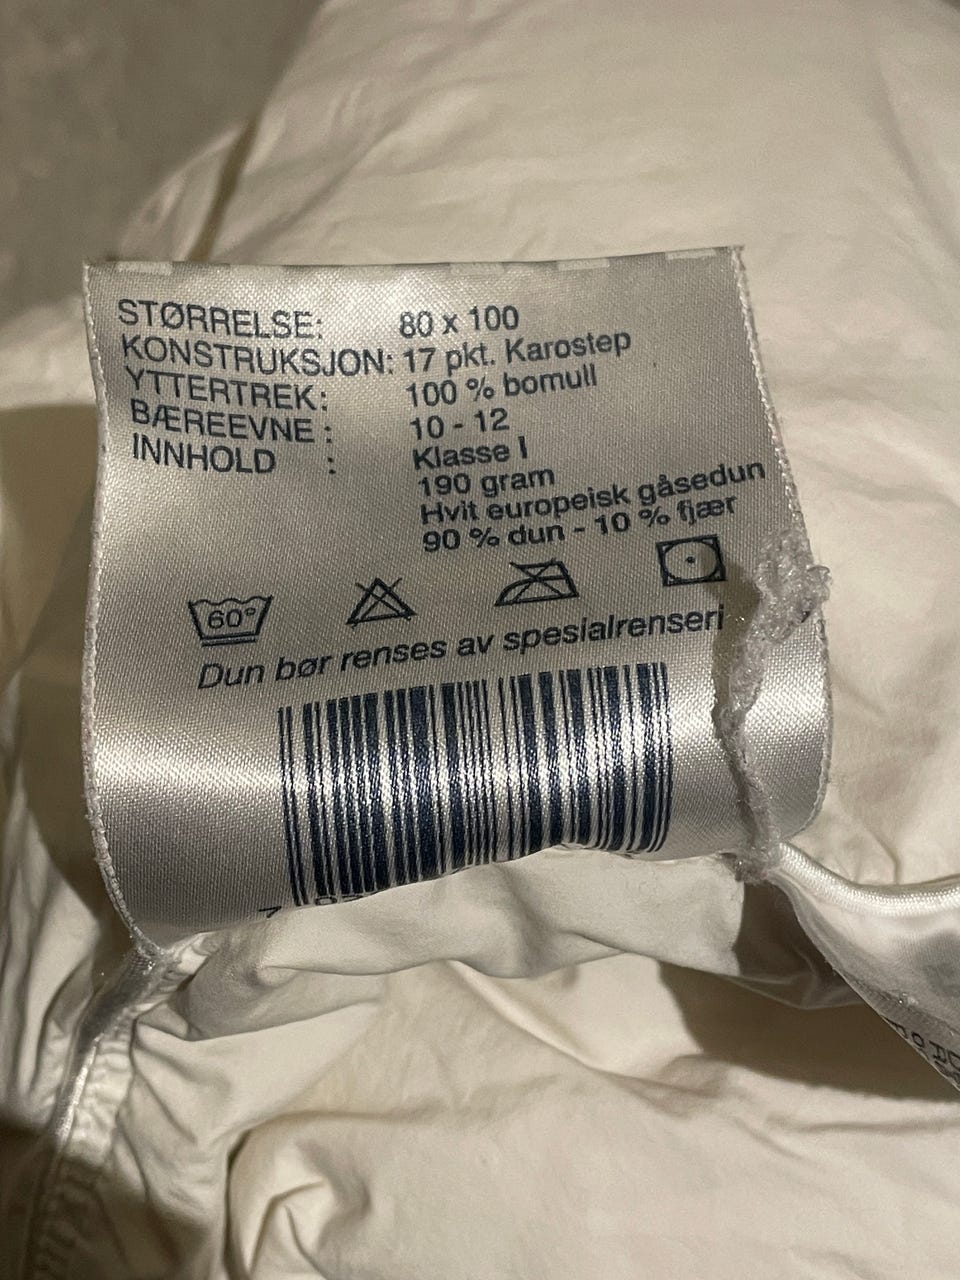 STØRRELSE: 80 x 100
KONSTRUKSJON: 17 pkt. Karostep
YTTERTREK: 100 % bomull
BÆREEVNE : 10 - 12
INNHOLD : Klasse I
190 gram
Hvit europeisk gåsedun
90 % dun - 10 % fjær
60°
Dun bør renses av spesialrenseri
7